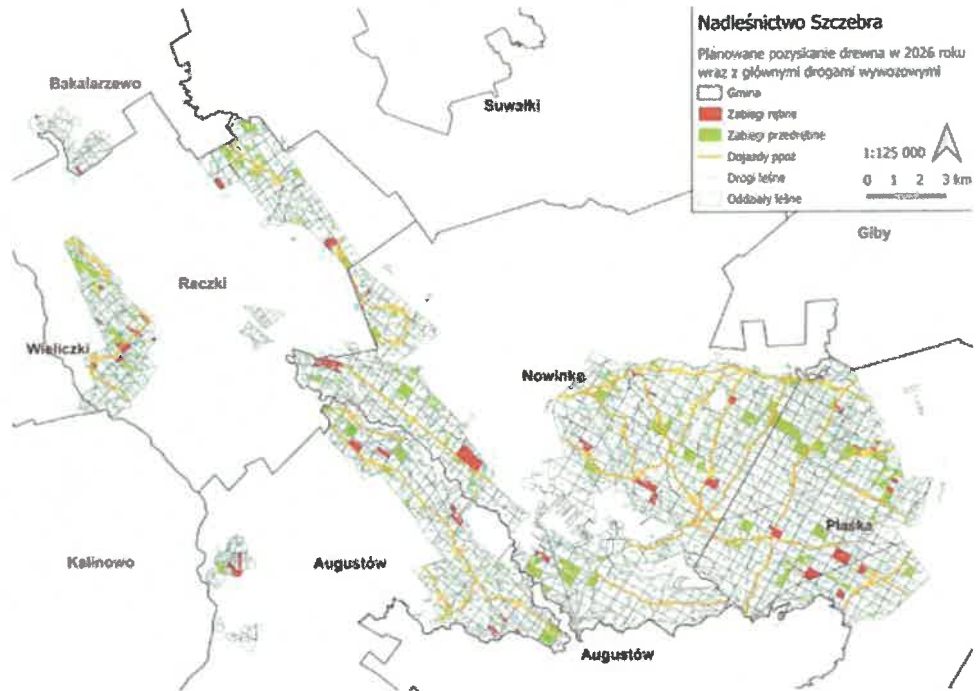 Nadleśnictwo Szczebra
Planowane pozyskanie drewna w 2026 roku
wraz z głównymi drogami wywozowymi
Gmina
Zabiegi rębne
Zabiegi przedrębne
Dojazdy ppoż
Drogi leśne
Oddziały leśne
1:125 000
0 1 2 3 km
Bakałarzewo
Suwałki
Giby
Raczki
Wieliczki
Nowinka
Płaska
Kalinowo
Augustów
Augustów